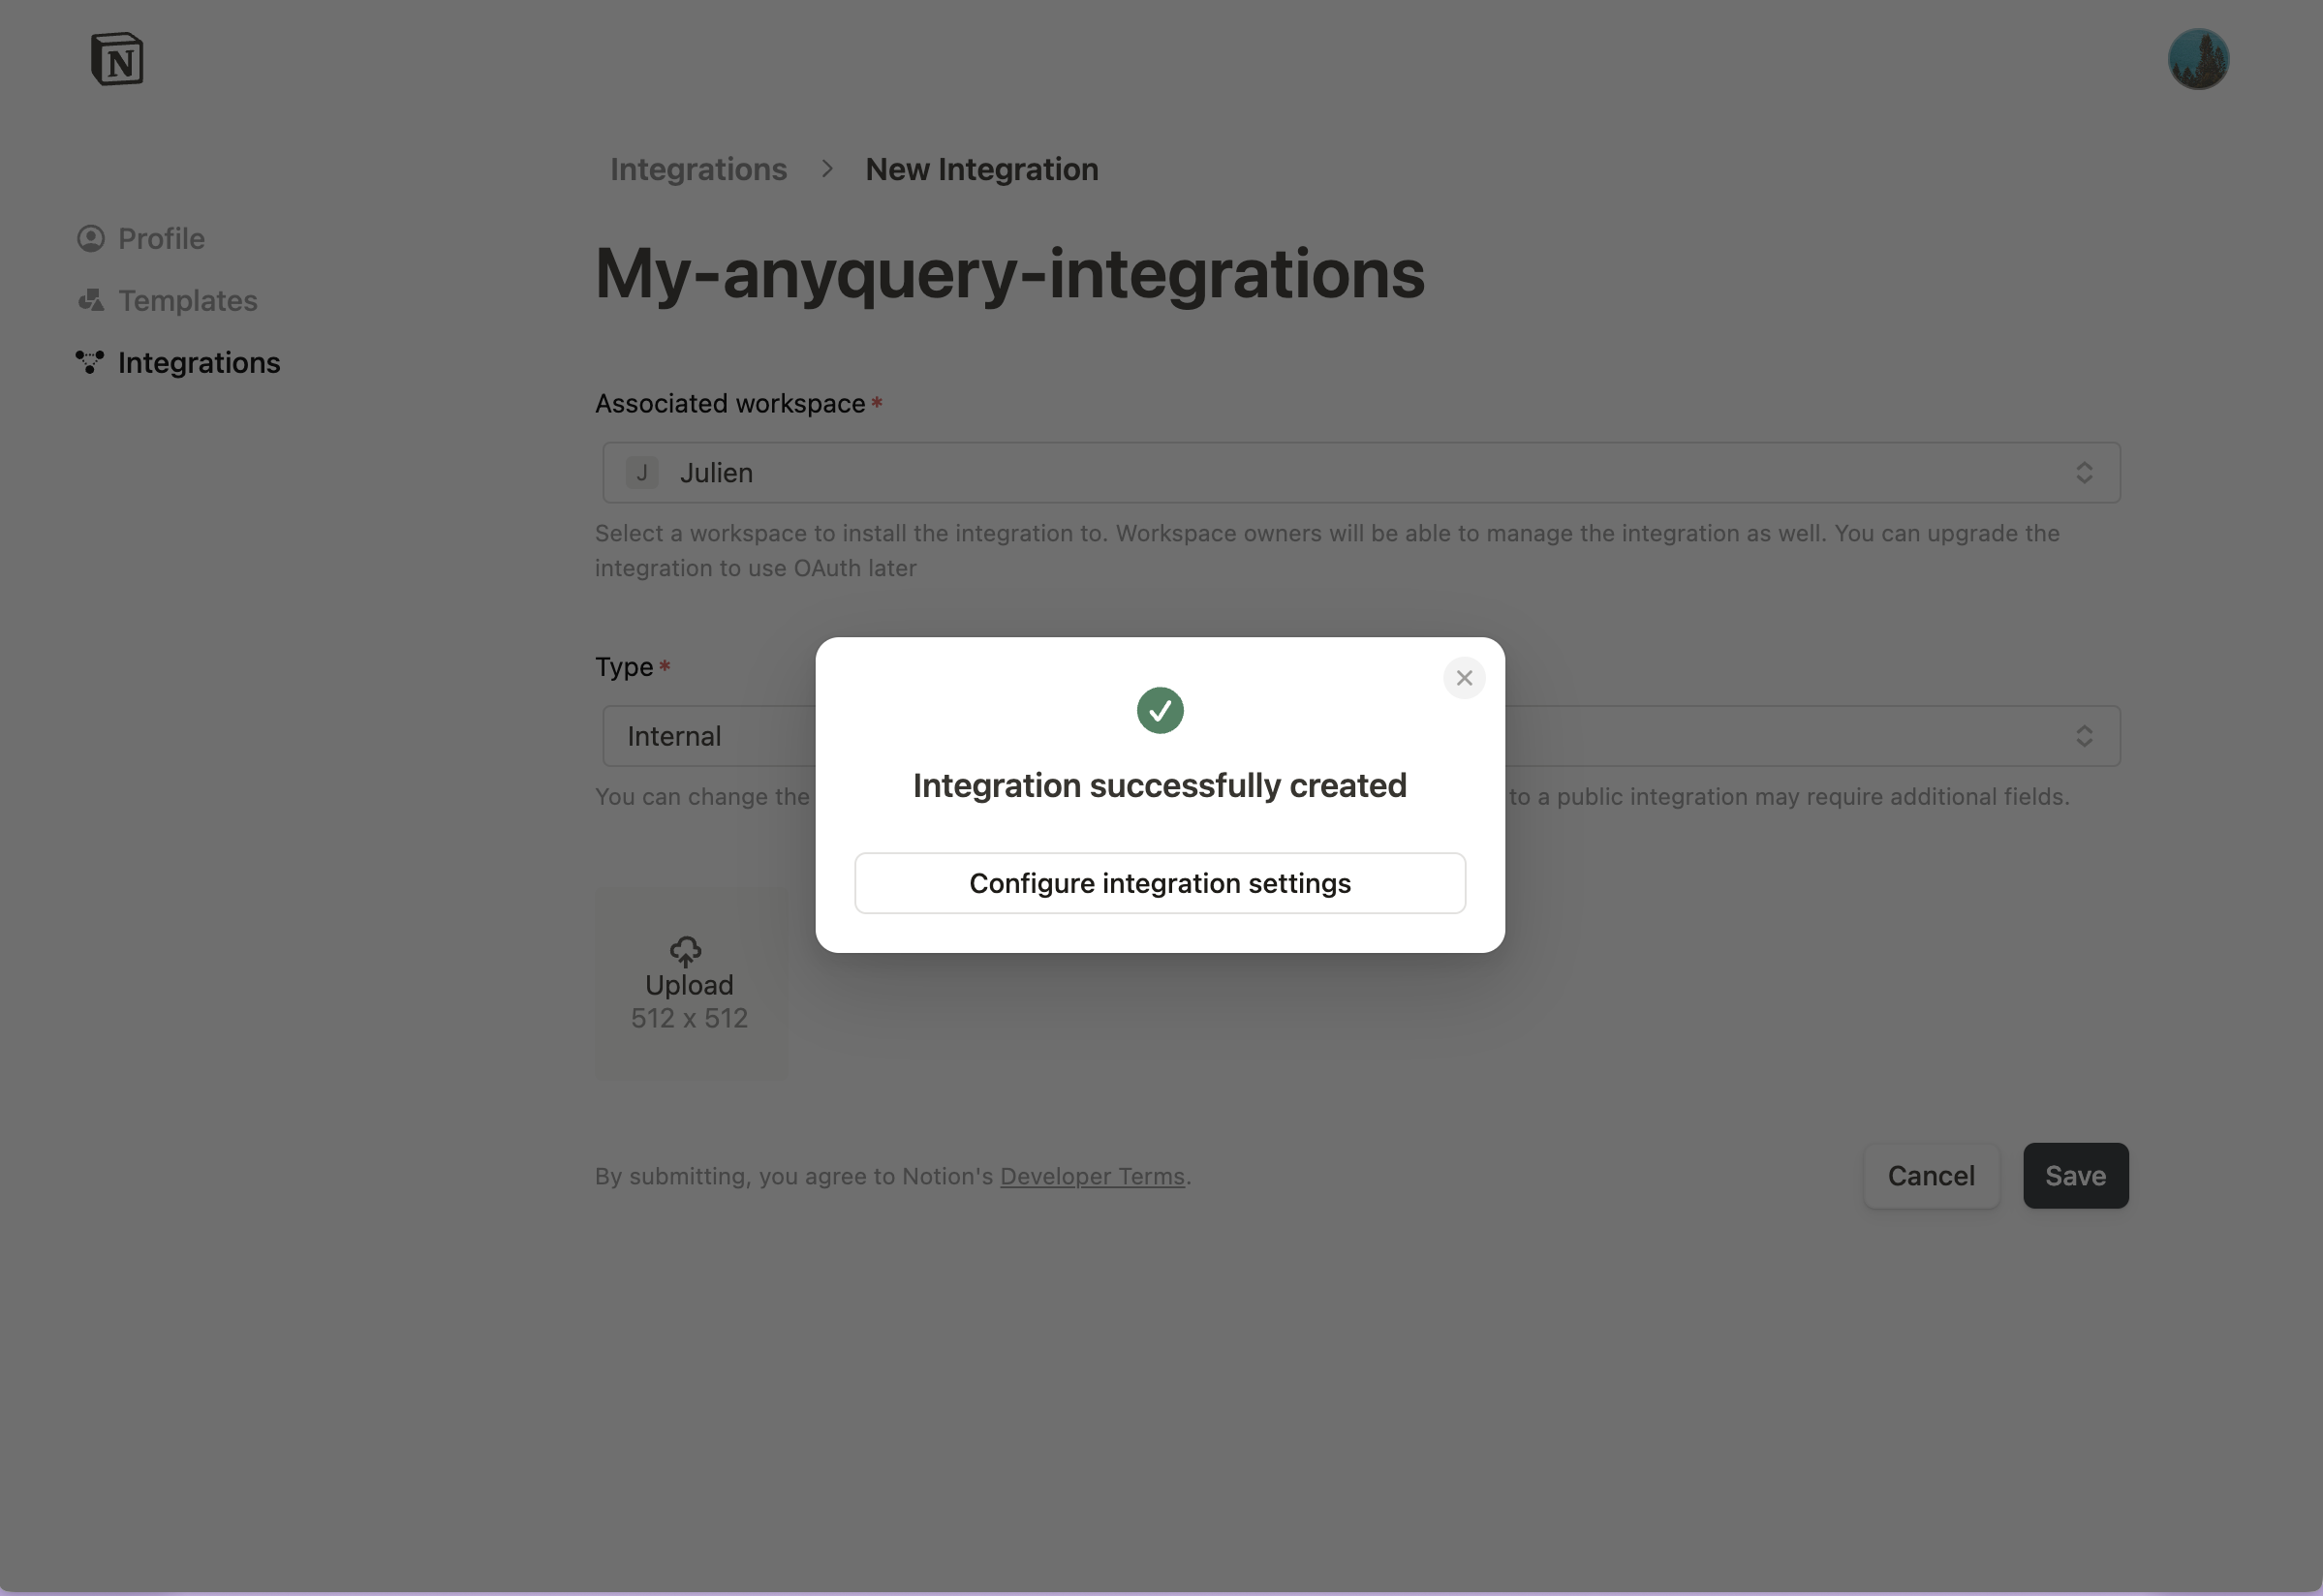 N
Integrations > New Integration
Profile
Templates
Integrations
My-anyquery-integrations
Associated workspace *
J Julien
Select a workspace to install the integration to. Workspace owners will be able to manage the integration as well. You can upgrade the
integration to use OAuth later
Type *
Internal
You can change the
to a public integration may require additional fields.
Integration successfully created
Configure integration settings
Upload
512 x 512
By submitting, you agree to Notion's Developer Terms.
Cancel
Save